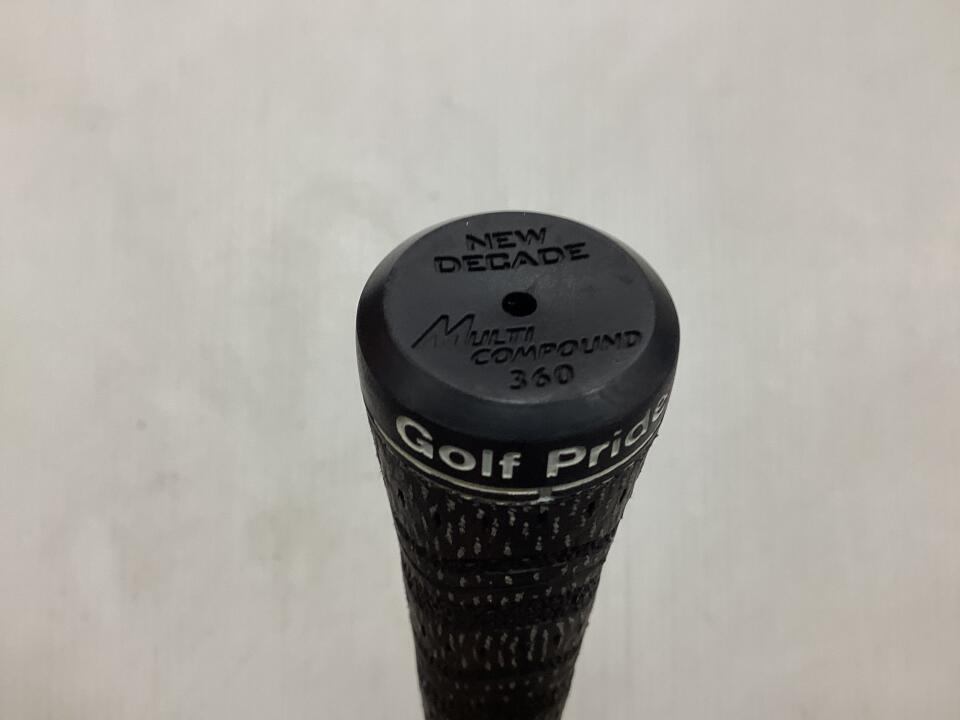 NEW
DECADE
MULTI
COMPOUND
360
Golf Pride